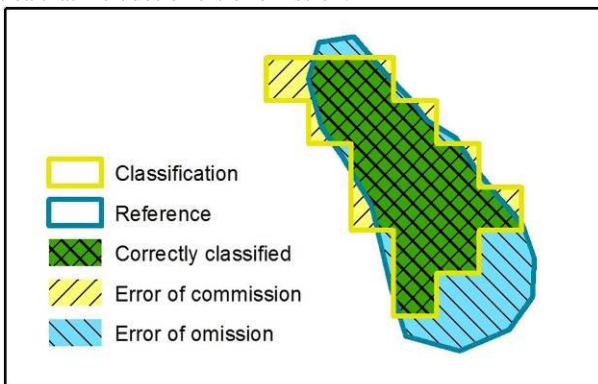 Classification
Reference
Correctly classified
Error of commission
Error of omission